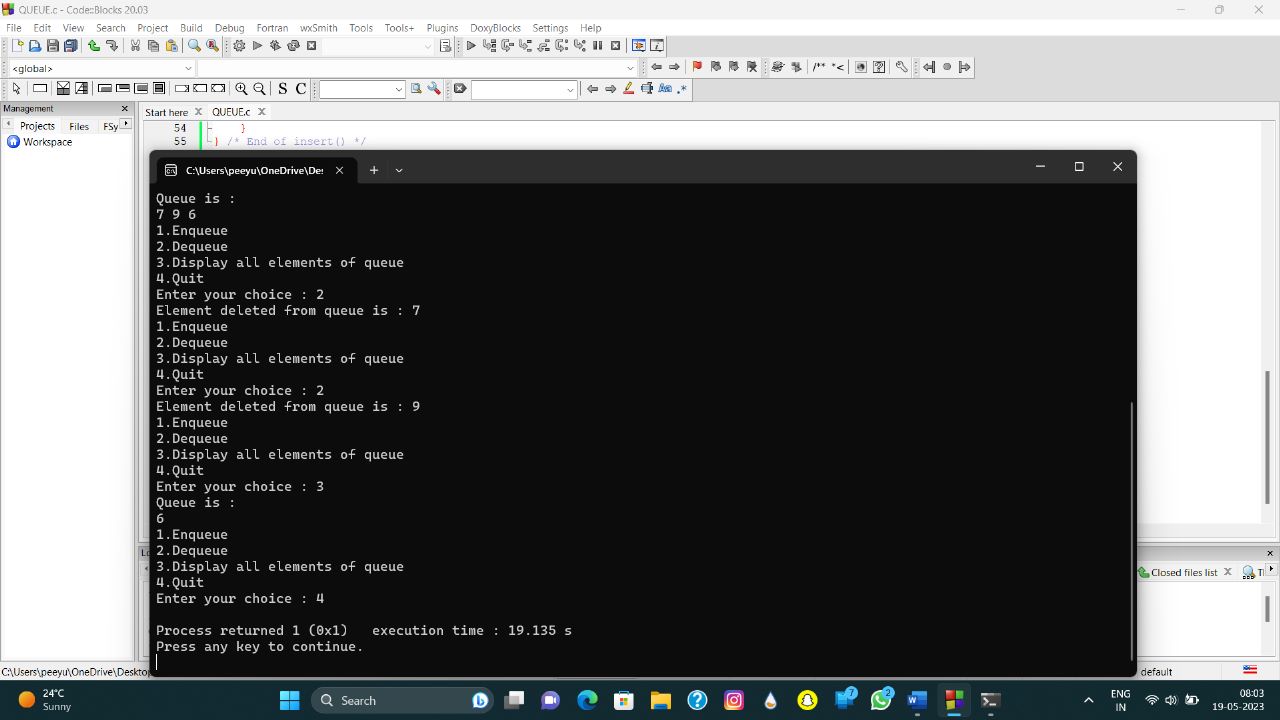 QUEUE.c - Code::Blocks 20.03
File Edit View Search Project Build Debug Fortran wxSmith Tools Tools+ Plugins DoxyBlocks Settings Help
<global>
/** *<
S C
Aa .*
Management
Start here QUEUE.c
Projects Files FSy
54 }
Workspace
55 } /* End of insert() */
C:\Users\peeyu\OneDrive\Des
Queue is :
7 9 6
1.Enqueue
2.Dequeue
3.Display all elements of queue
4.Quit
Enter your choice : 2
Element deleted from queue is : 7
1.Enqueue
2.Dequeue
3.Display all elements of queue
4.Quit
Enter your choice : 2
Element deleted from queue is : 9
1.Enqueue
2.Dequeue
3.Display all elements of queue
4.Quit
Enter your choice : 3
Queue is :
6
1.Enqueue
2.Dequeue
3.Display all elements of queue
4.Quit
Enter your choice : 4
Process returned 1 (0x1) execution time : 19.135 s
Press any key to continue.
Closed files list
C:\Users\peeyu\OneDrive\Deskto default
24°C
Sunny
Search
7
2
ENG
IN
08:03
19-05-2023